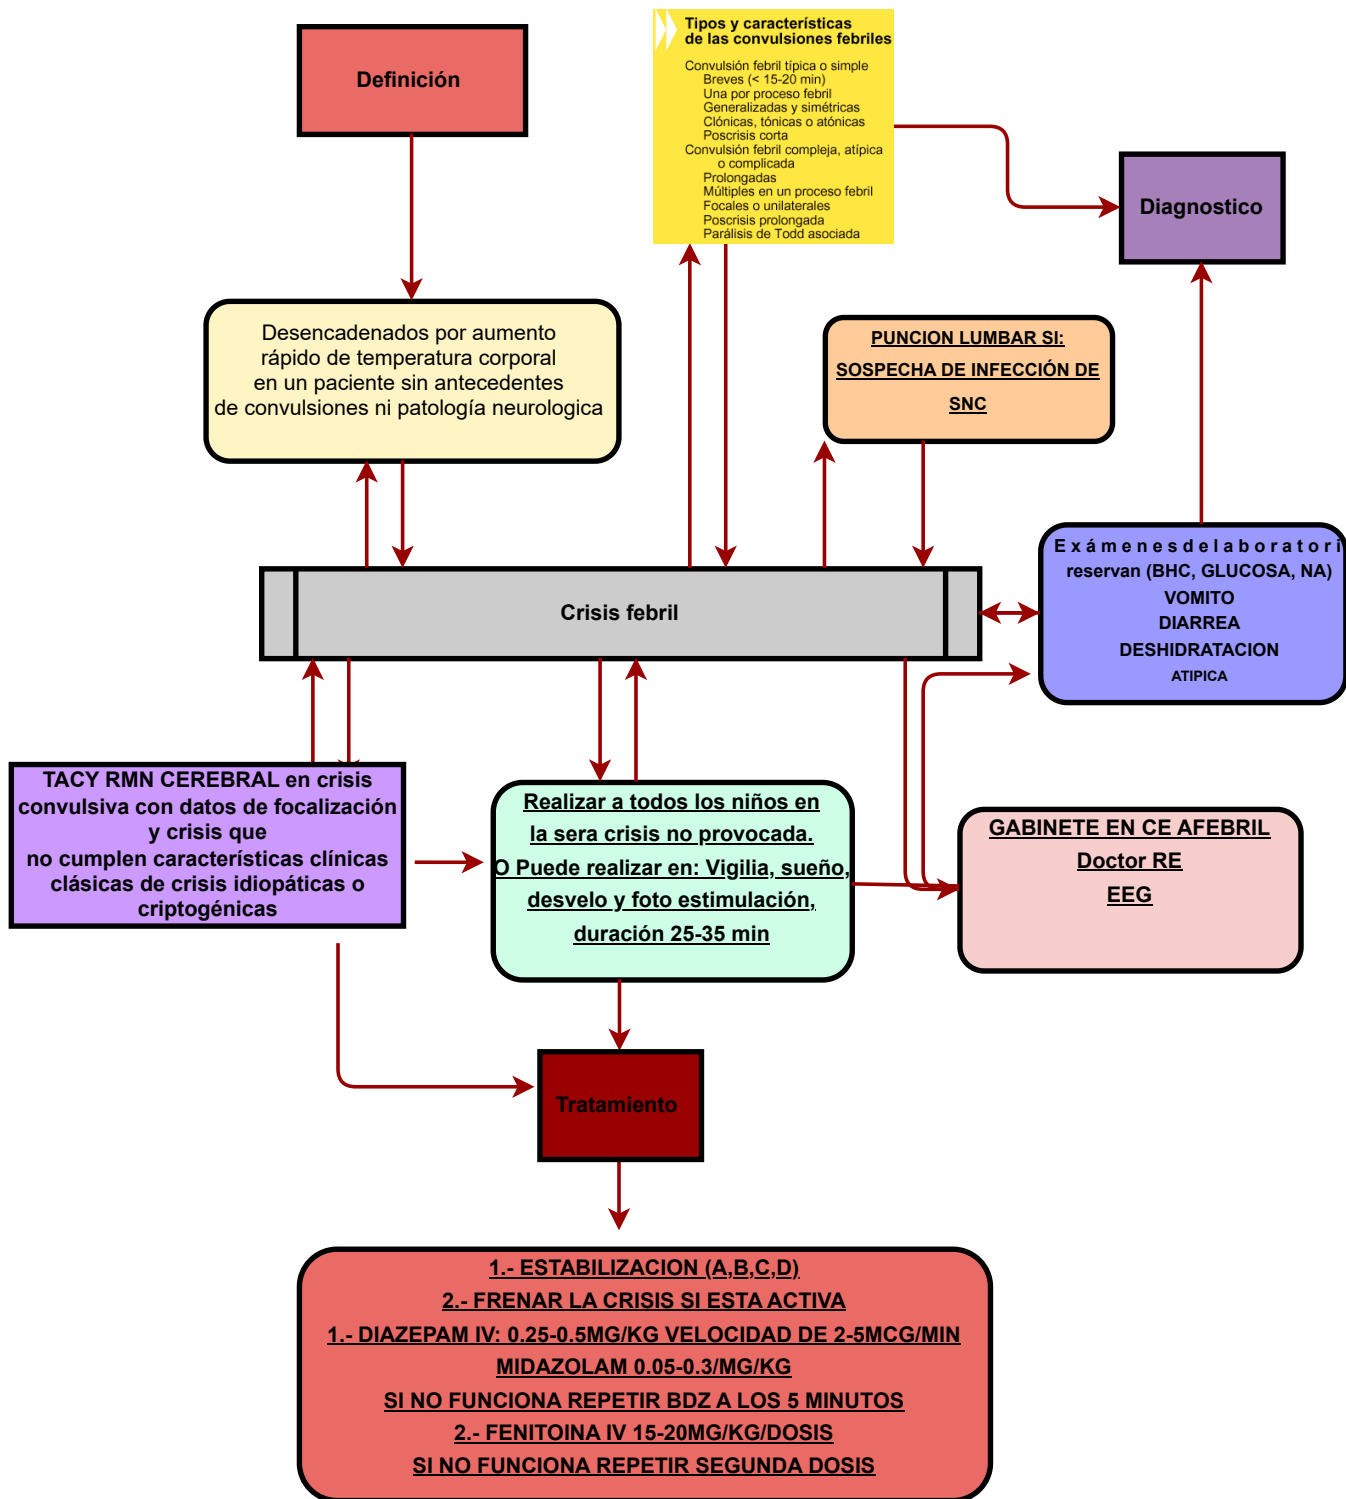 Definición
Tipos y características
de las convulsiones febriles
Convulsión febril típica o simple
Breves (< 15-20 min)
Una por proceso febril
Generalizadas y simétricas
Clónicas, tónicas o atónicas
Poscrisis corta
Convulsión febril compleja, atípica
o complicada
Prolongadas
Múltiples en un proceso febril
Focales o unilaterales
Poscrisis prolongada
Parálisis de Todd asociada
Diagnostico
Desencadenados por aumento
rápido de temperatura corporal
en un paciente sin antecedentes
de convulsiones ni patología neurologica
PUNCION LUMBAR SI:
SOSPECHA DE INFECCIÓN DE
SNC
Exámenesdelaboratori
reservan (BHC, GLUCOSA, NA)
VOMITO
DIARREA
DESHIDRATACION
ATIPICA
Crisis febril
TACY RMN CEREBRAL en crisis
convulsiva con datos de focalización
y crisis que
no cumplen características clínicas
clásicas de crisis idiopáticas o
criptogénicas
Realizar a todos los niños en
la sera crisis no provocada.
O Puede realizar en: Vigilia, sueño,
desvelo y foto estimulación,
duración 25-35 min
GABINETE EN CE AFEBRIL
Doctor RE
EEG
Tratamiento
1.- ESTABILIZACION (A,B,C,D)
2.- FRENAR LA CRISIS SI ESTA ACTIVA
1.- DIAZEPAM IV: 0.25-0.5MG/KG VELOCIDAD DE 2-5MCG/MIN
MIDAZOLAM 0.05-0.3/MG/KG
SI NO FUNCIONA REPETIR BDZ A LOS 5 MINUTOS
2.- FENITOINA IV 15-20MG/KG/DOSIS
SI NO FUNCIONA REPETIR SEGUNDA DOSIS